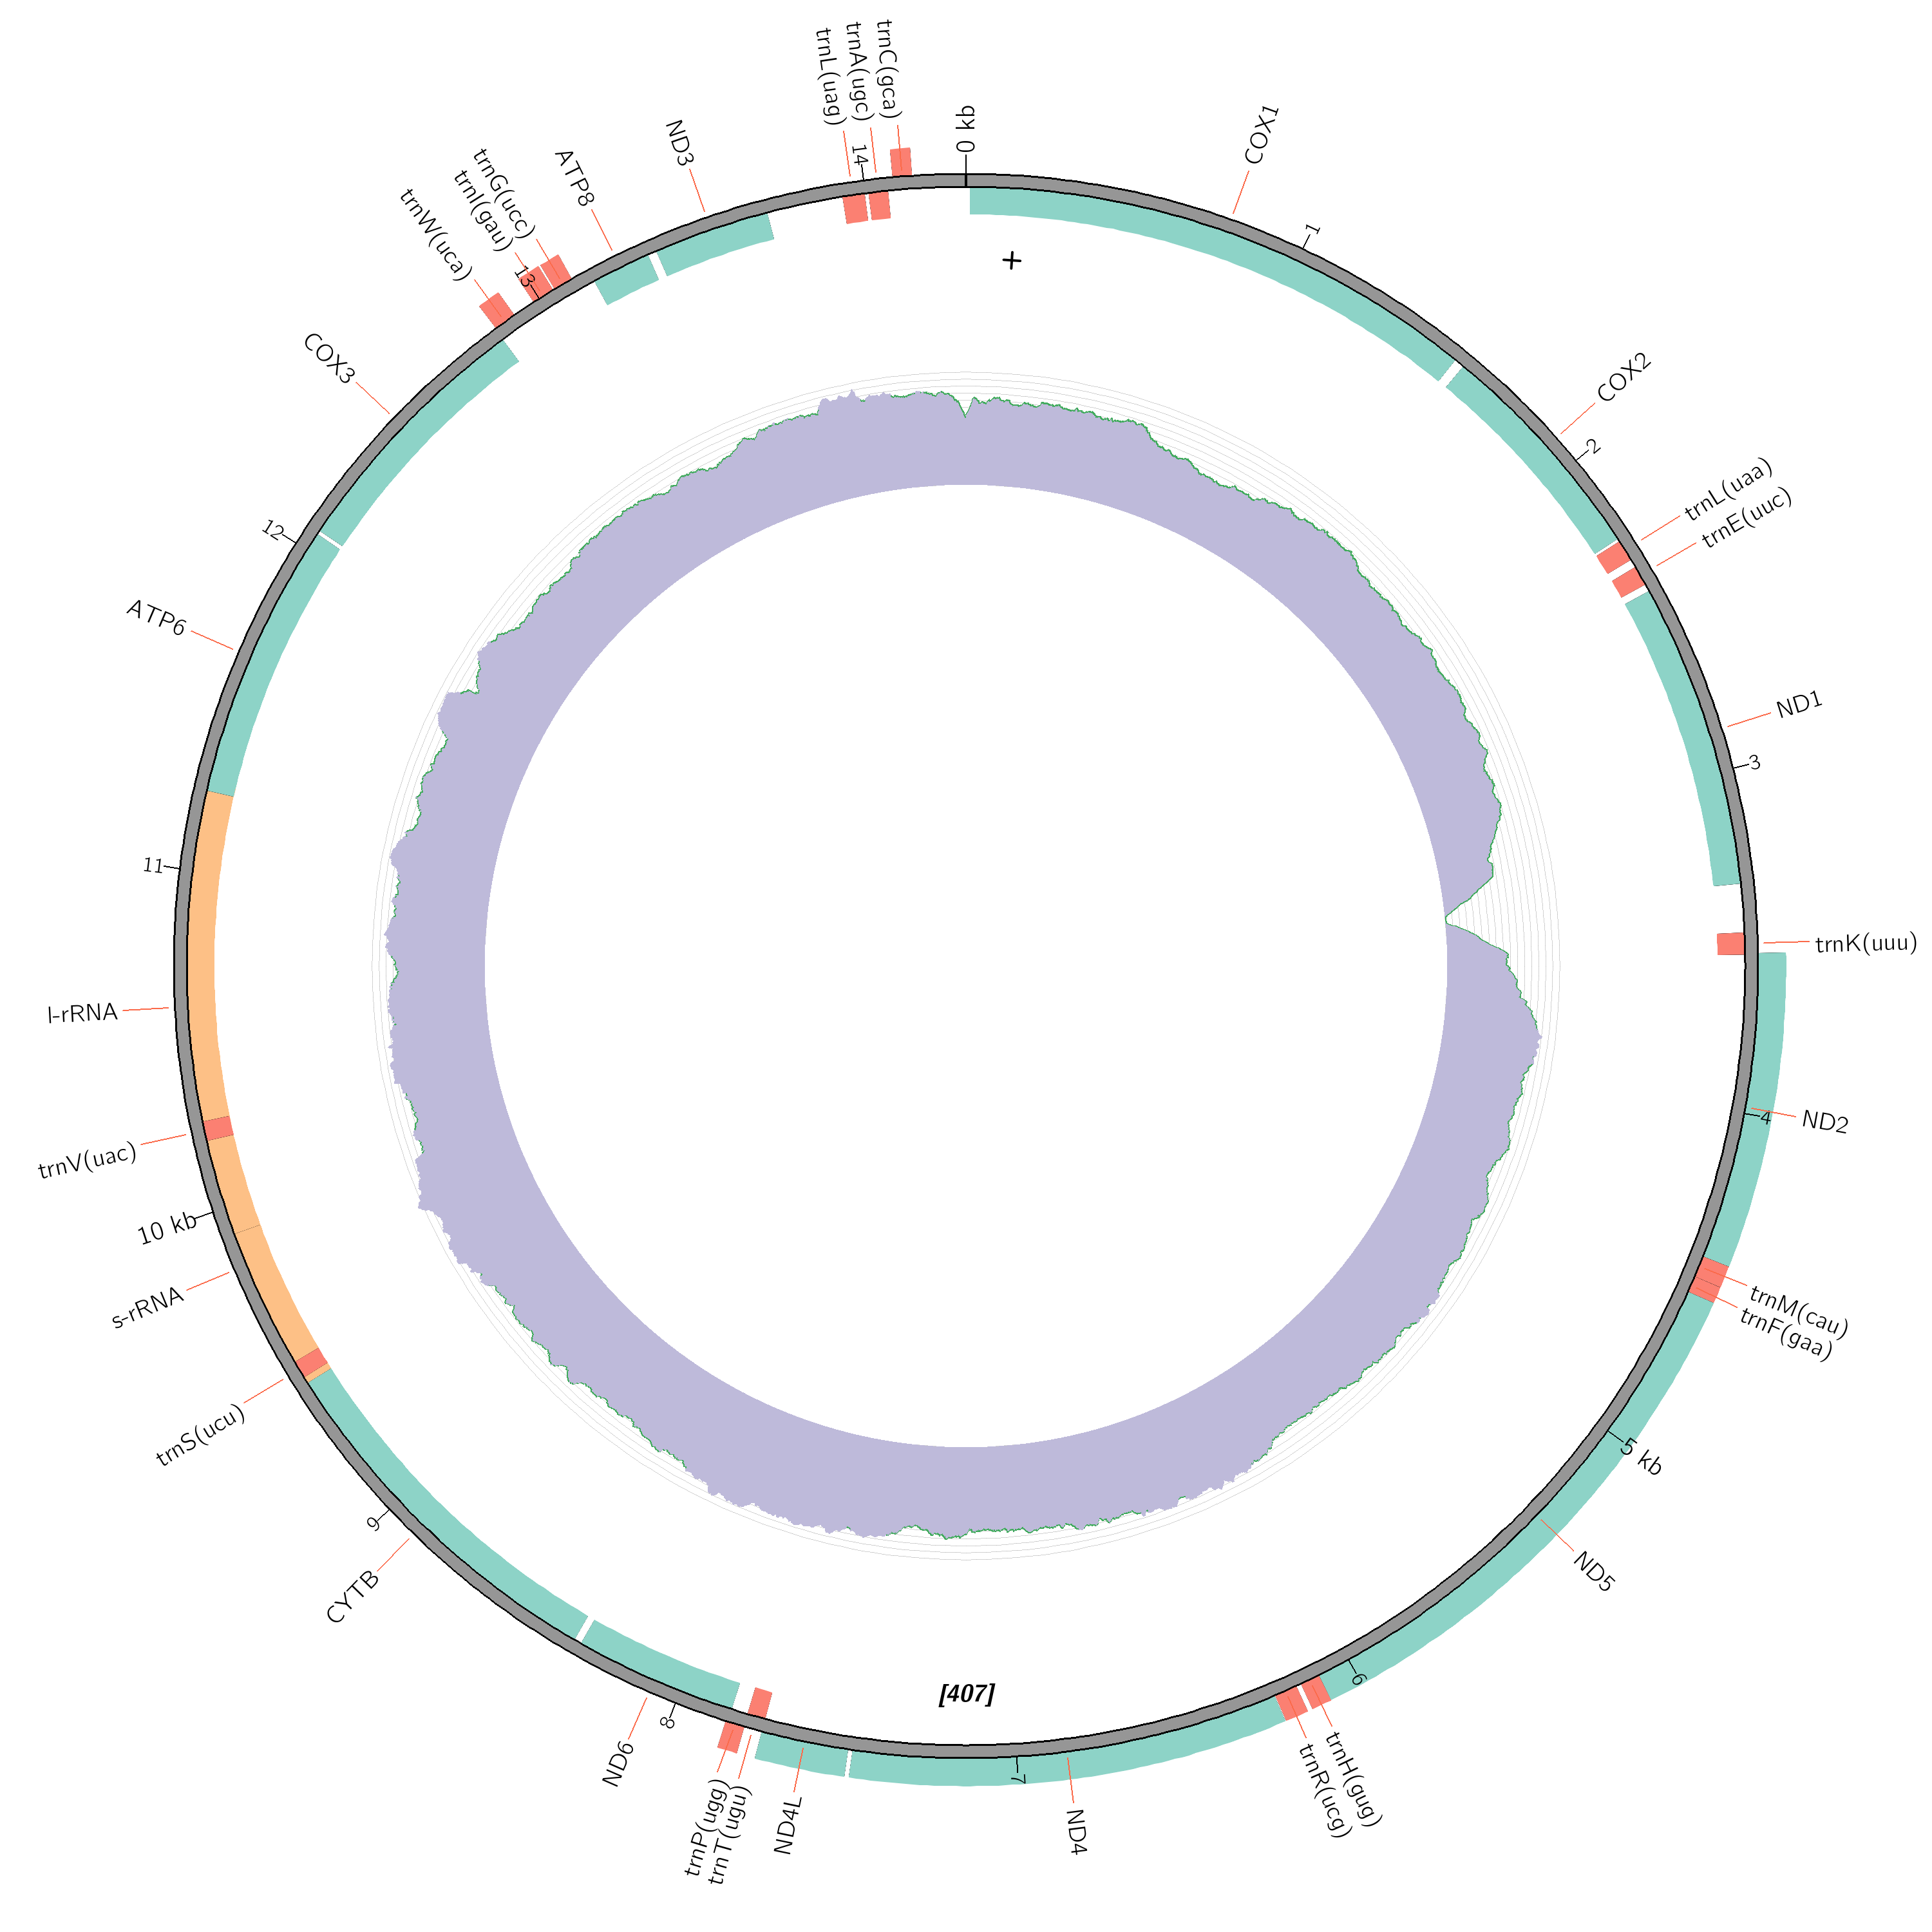 0 kb
COX1
1
COX2
2
trnL(uaa)
trnE(uuc)
ND1
3
trnK(uuu)
ND2
4
trnM(cau)
trnF(gaa)
5 kb
ND5
6
trnH(gug)
trnR(ucg)
ND4
7
ND4L
trnT(ugu)
trnP(ugg)
8
ND6
CYTB
9
trnS(ucu)
s-rRNA
10 kb
trnV(uac)
l-rRNA
11
ATP6
12
COX3
trnW(uca)
13
trnI(gau)
trnG(ucc)
ATP8
ND3
trnL(uag)
14
trnA(ugc)
trnC(gca)
+
[407]